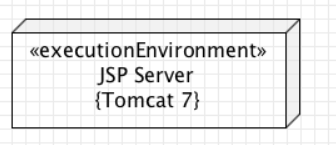 «executionEnvironment»
JSP Server
{Tomcat 7}